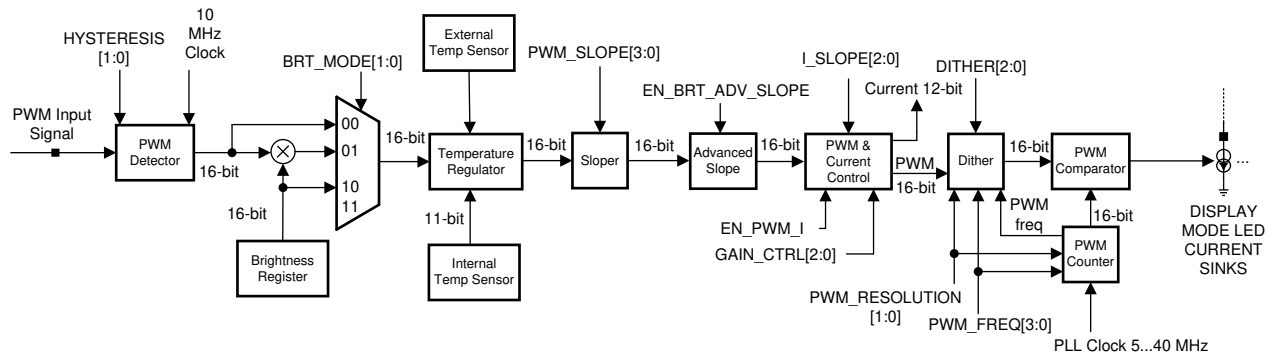 HYSTERESIS
[1:0]
10
MHz
Clock
BRT_MODE[1:0]
External
Temp Sensor
PWM_SLOPE[3:0]
EN_BRT_ADV_SLOPE
I_SLOPE[2:0]
Current 12-bit
DITHER[2:0]
PWM Input
Signal
PWM
Detector
16-bit
00
01
10
11
16-bit
16-bit
Temperature
Regulator
16-bit
Sloper
16-bit
Advanced
Slope
16-bit
PWM &
Current
Control
PWM
16-bit
Dither
16-bit
PWM
Comparator
...
Brightness
Register
11-bit
Internal
Temp Sensor
EN_PWM_I
GAIN_CTRL[2:0]
PWM
freq
16-bit
PWM
Counter
DISPLAY
MODE LED
CURRENT
SINKS
PWM_RESOLUTION
[1:0]
PWM_FREQ[3:0]
PLL Clock 5...40 MHz